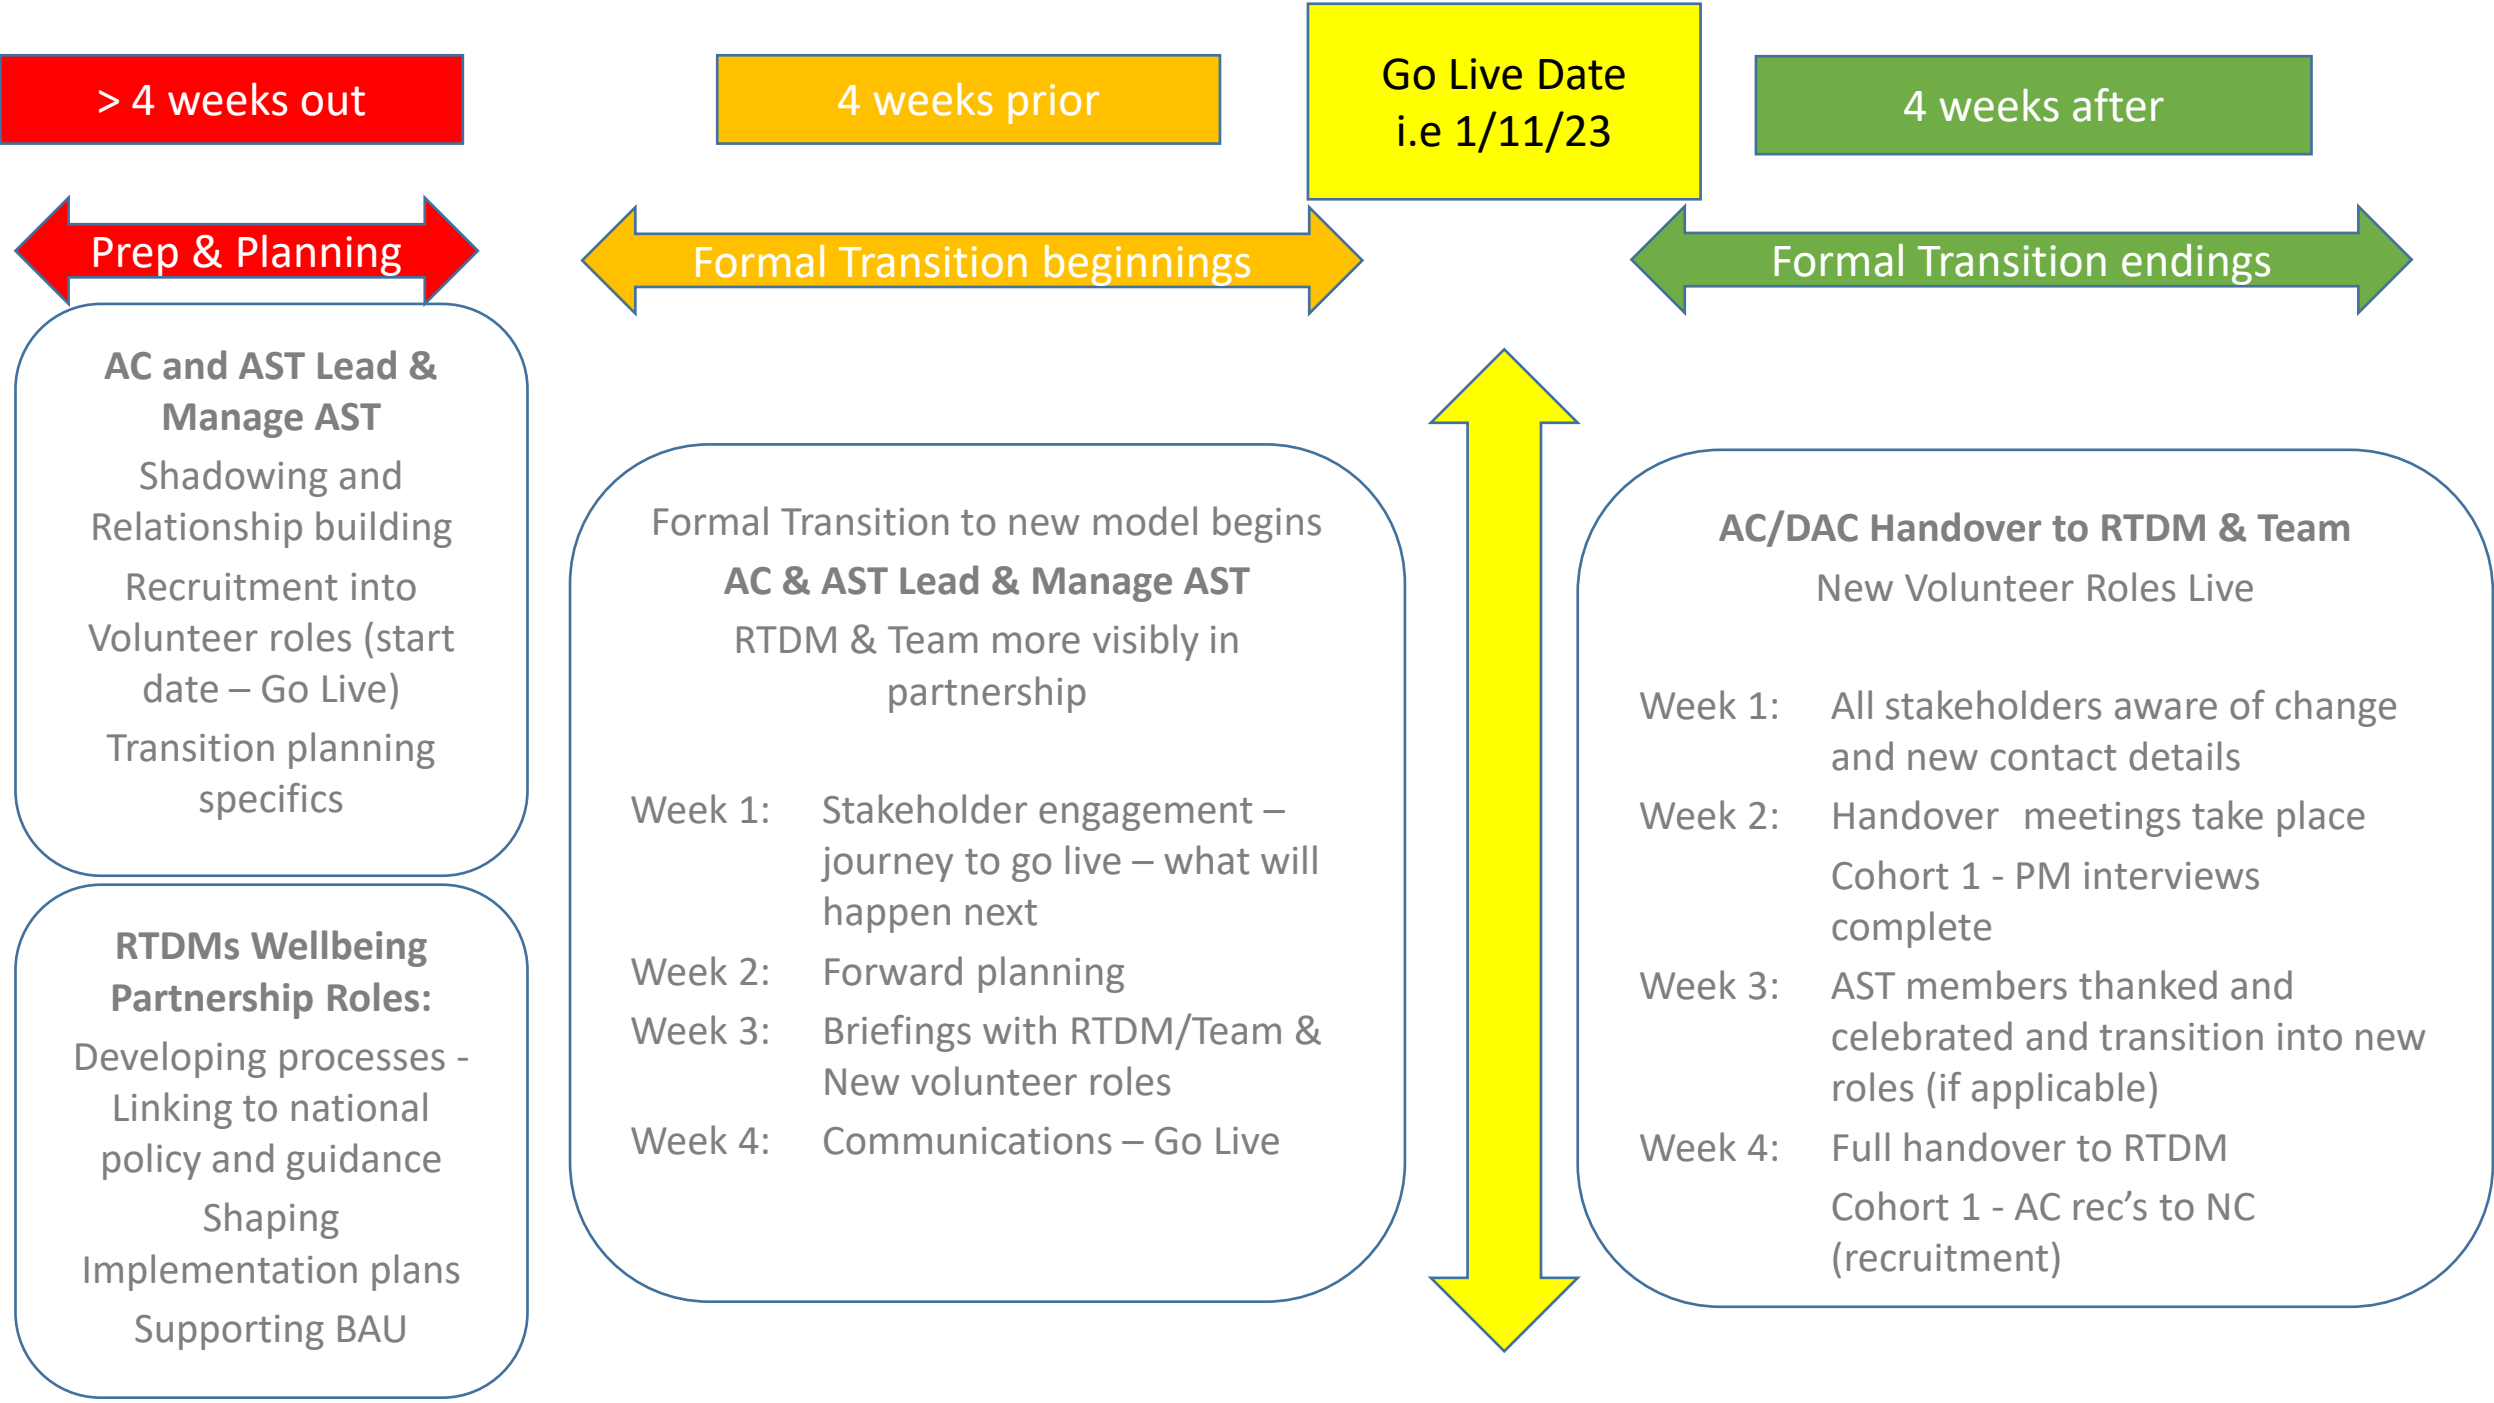 > 4 weeks out
4 weeks prior
Go Live Date
i.e 1/11/23
4 weeks after
Prep & Planning
Formal Transition beginnings
Formal Transition endings
AC and AST Lead &
Manage AST
Shadowing and
Relationship building
Recruitment into
Volunteer roles (start
date – Go Live)
Transition planning
specifics
RTDMs Wellbeing
Partnership Roles:
Developing processes -
Linking to national
policy and guidance
Shaping
Implementation plans
Supporting BAU
Formal Transition to new model begins
AC & AST Lead & Manage AST
RTDM & Team more visibly in
partnership
Week 1: Stakeholder engagement –
journey to go live – what will
happen next
Week 2: Forward planning
Week 3: Briefings with RTDM/Team &
New volunteer roles
Week 4: Communications – Go Live
AC/DAC Handover to RTDM & Team
New Volunteer Roles Live
Week 1: All stakeholders aware of change
and new contact details
Week 2: Handover meetings take place
Cohort 1 - PM interviews
complete
Week 3: AST members thanked and
celebrated and transition into new
roles (if applicable)
Week 4: Full handover to RTDM
Cohort 1 - AC rec’s to NC
(recruitment)